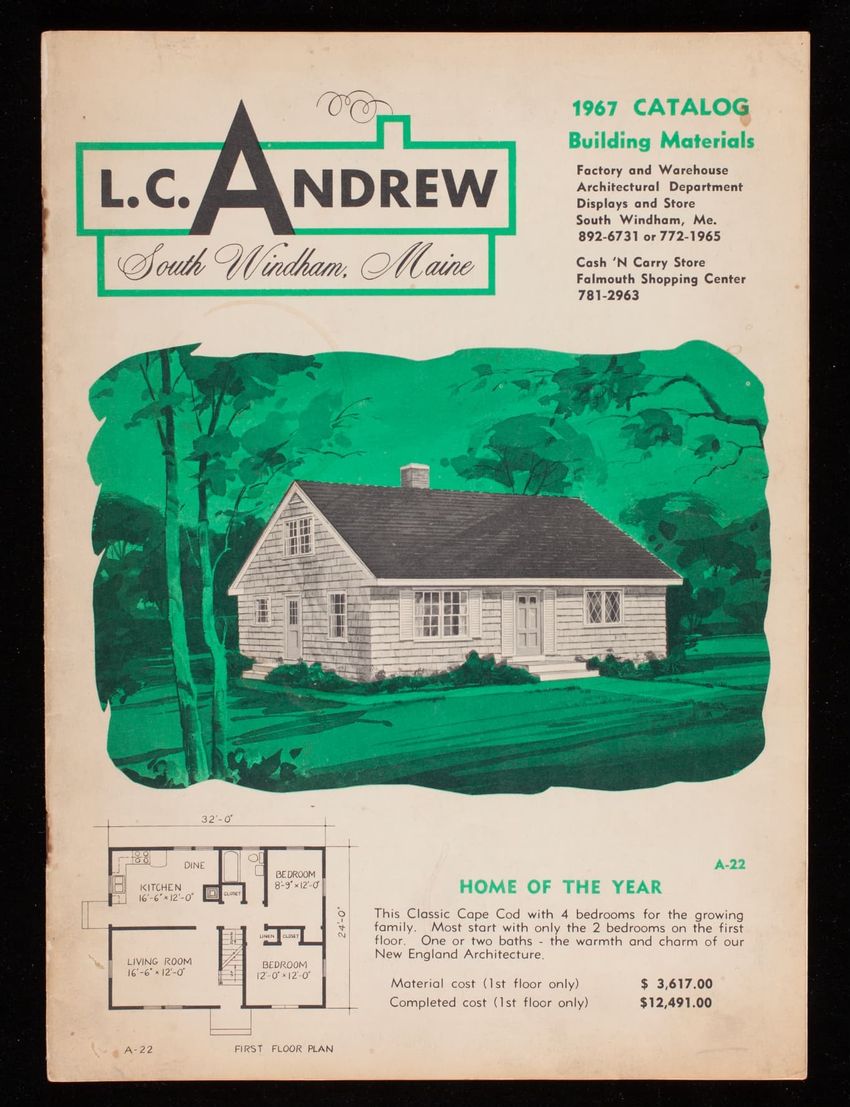 L.C. ANDREW
South Windham, Maine
1967 CATALOG
Building Materials
Factory and Warehouse
Architectural Department
Displays and Store
South Windham, Me.
892-6731 or 772-1965
Cash 'N Carry Store
Falmouth Shopping Center
781-2963
32'-0"
DINE
KITCHEN
16'-6" × 12'-0"
CLOSET
BEDROOM
8'-9" × 12'-0"
24'-0"
LINEN
CLOSET
LIVING ROOM
16'-6" × 12'-0"
BEDROOM
12'-0" × 12'-0"
A-22
FIRST FLOOR PLAN
A-22
HOME OF THE YEAR
This Classic Cape Cod with 4 bedrooms for the growing
family. Most start with only the 2 bedrooms on the first
floor. One or two baths - the warmth and charm of our
New England Architecture.
Material cost (1st floor only) $ 3,617.00
Completed cost (1st floor only) $12,491.00